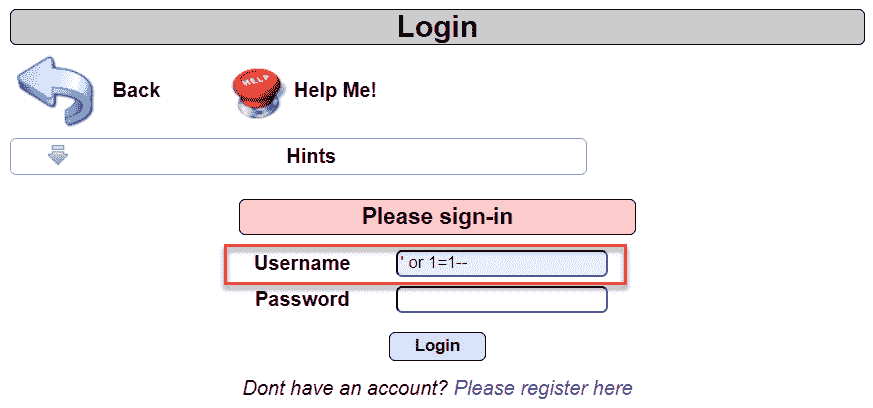 Login
Back
HELP
Help Me!
Hints
Please sign-in
Username ' or 1=1--
Password
Login
Dont have an account? Please register here